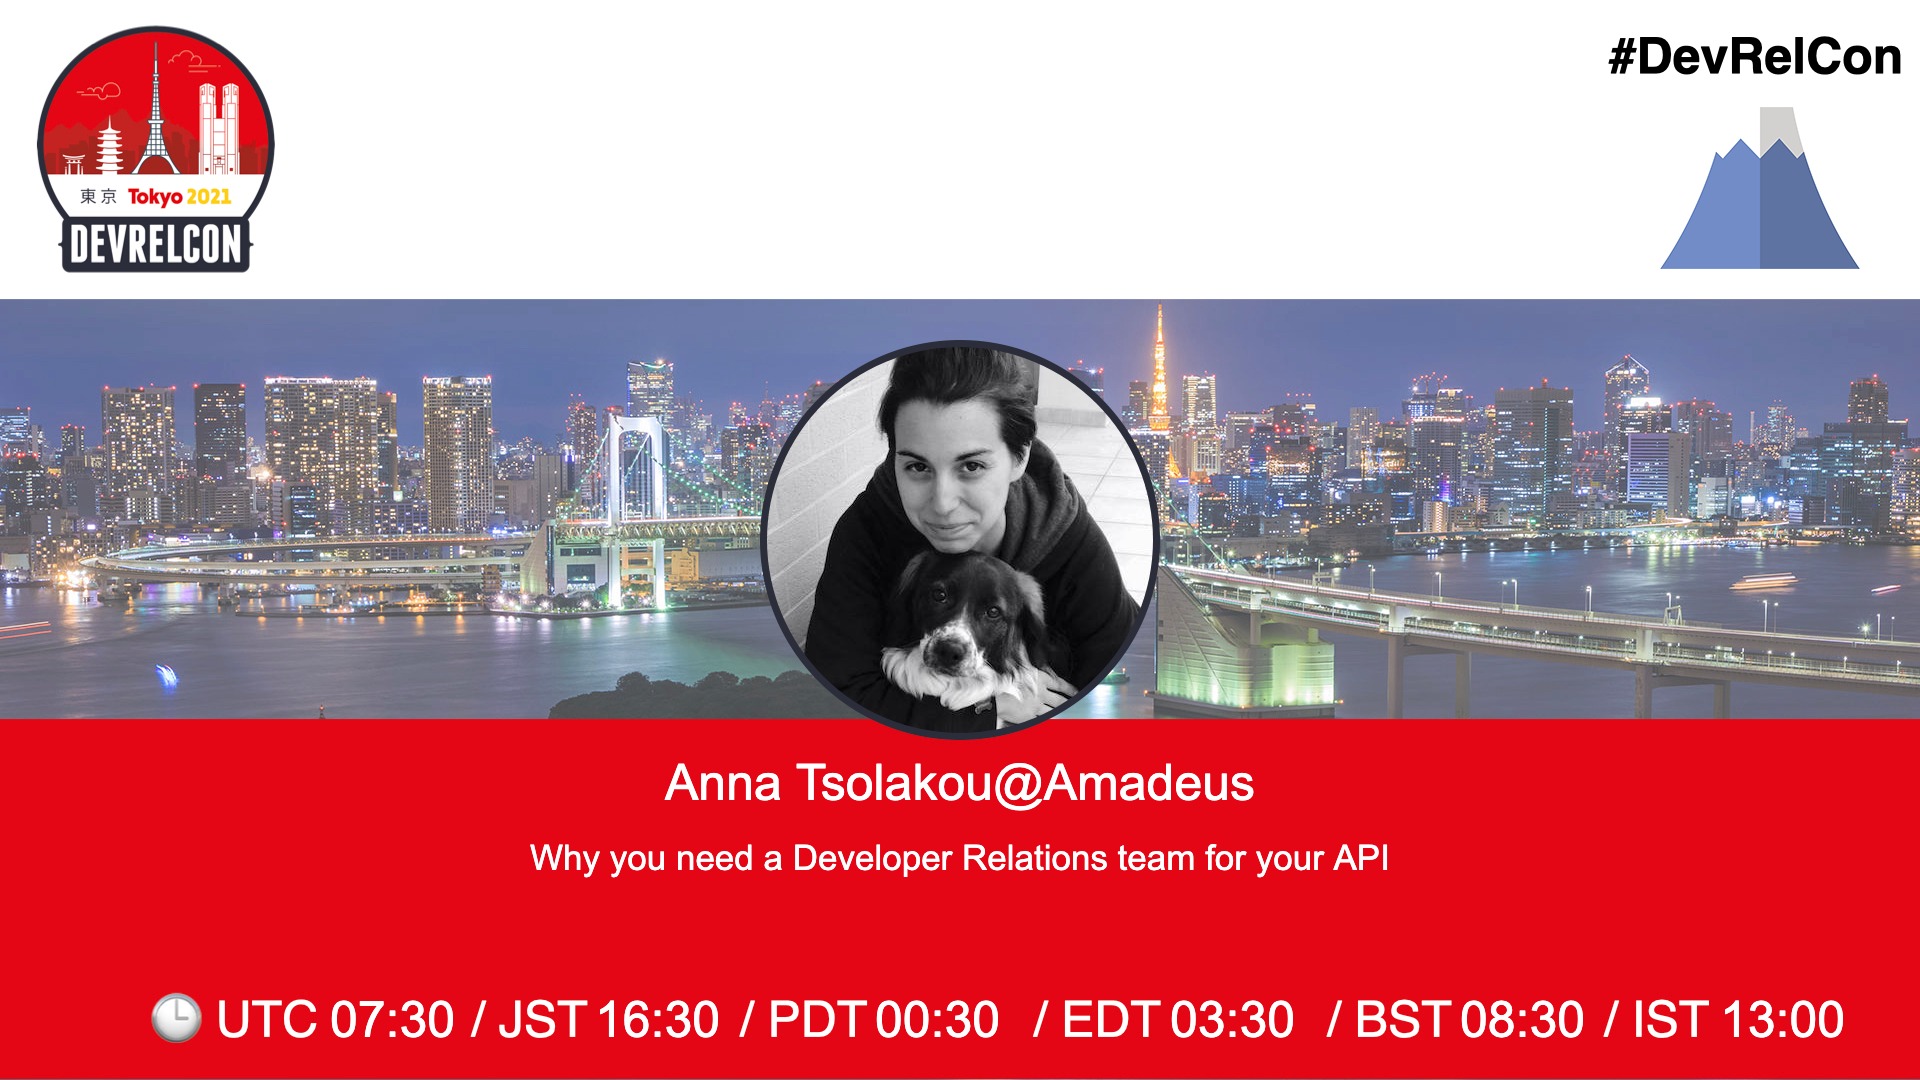 #DevRelCon
東京 Tokyo 2021
DEVRELCON
Anna Tsolakou@Amadeus
Why you need a Developer Relations team for your API
UTC 07:30 / JST 16:30 / PDT 00:30 / EDT 03:30 / BST 08:30 / IST 13:00